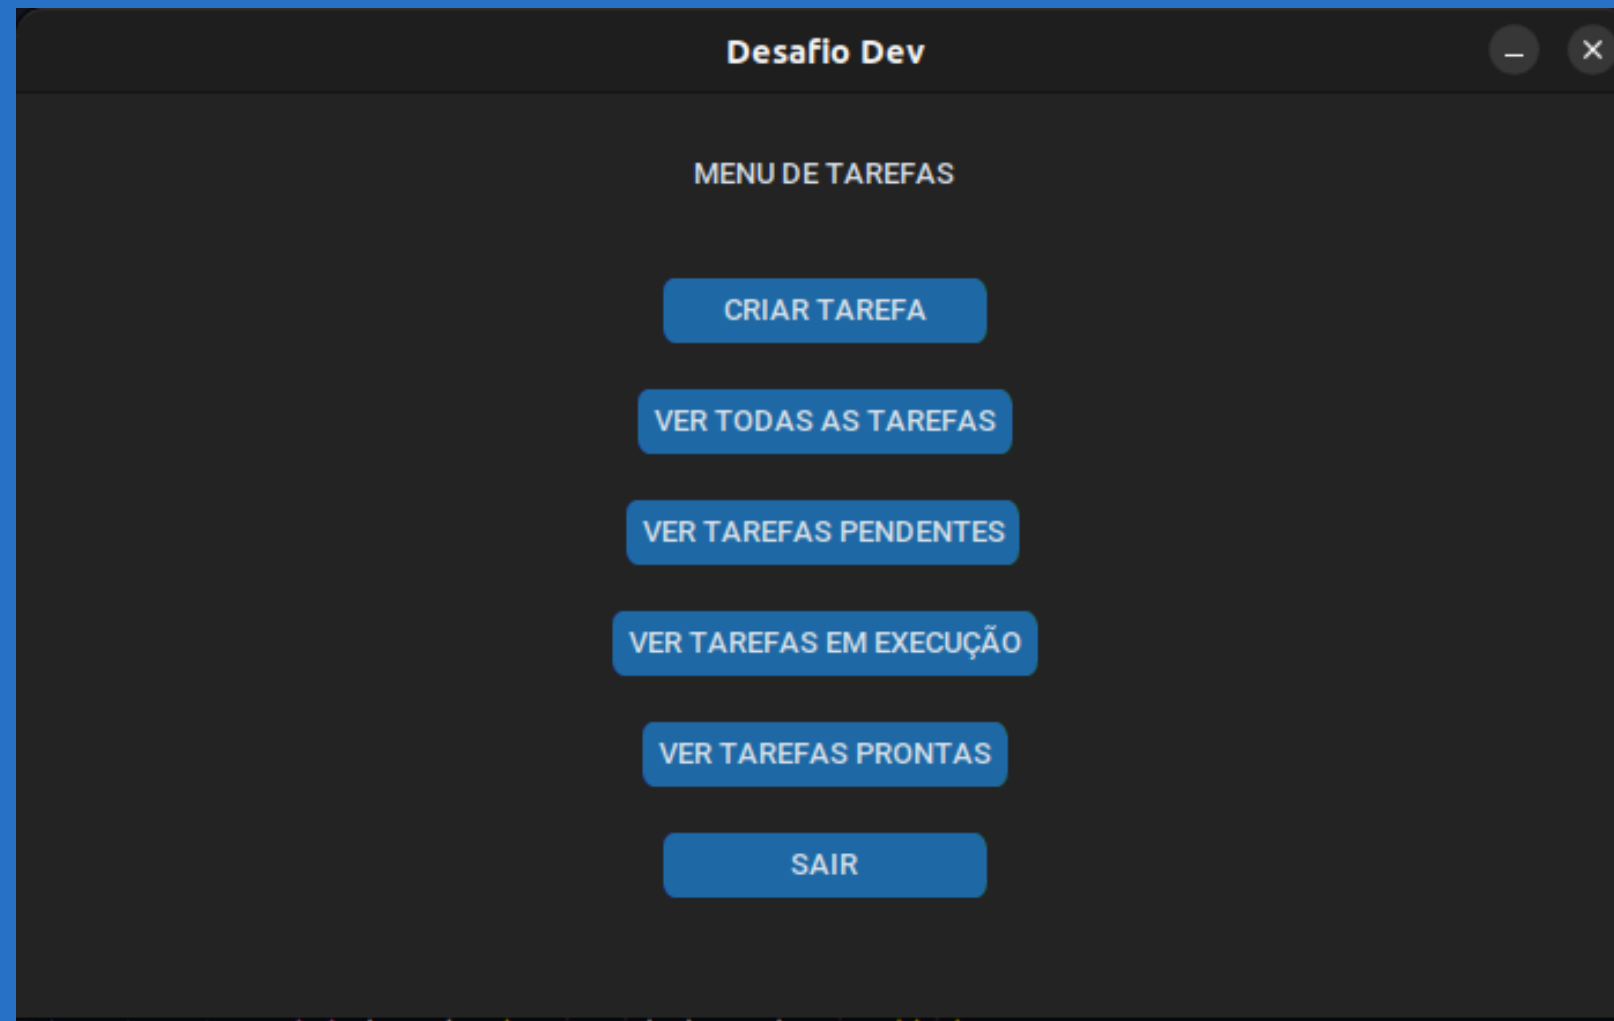 Desafio Dev
MENU DE TAREFAS
CRIAR TAREFA
VER TODAS AS TAREFAS
VER TAREFAS PENDENTES
VER TAREFAS EM EXECUÇÃO
VER TAREFAS PRONTAS
SAIR